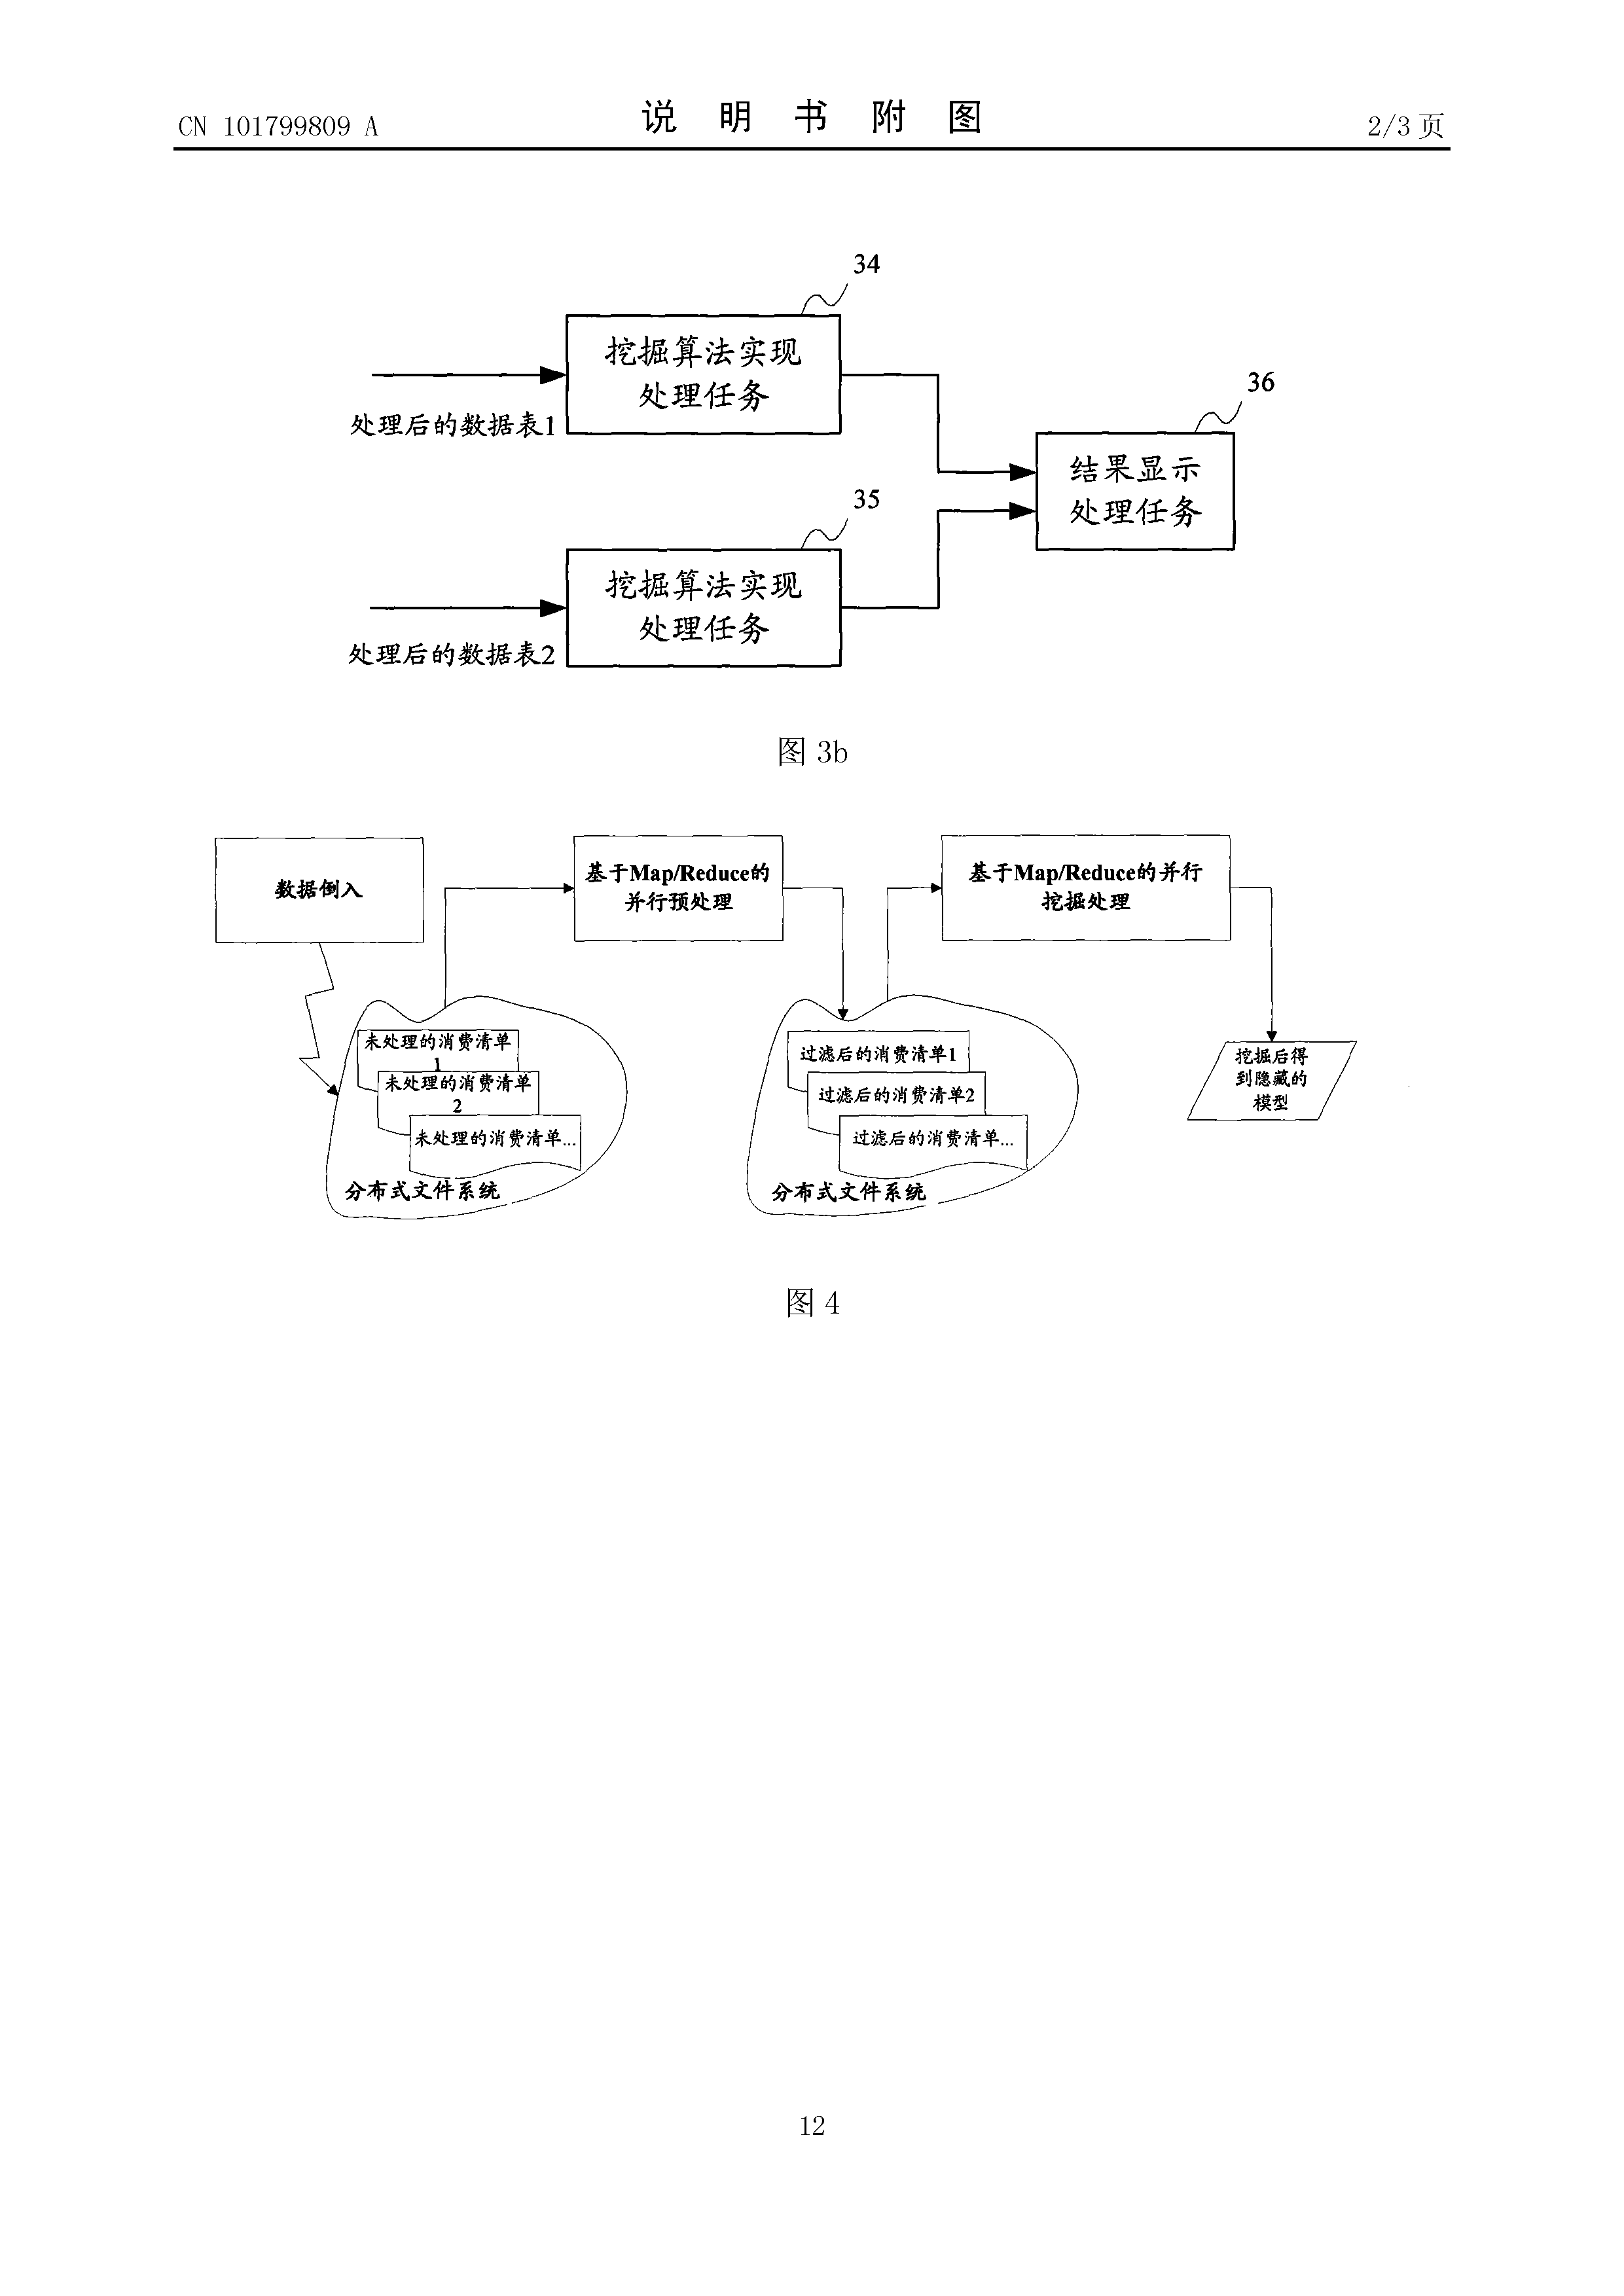 CN 101799809 A
说 明 书 附 图
2/3 页
34
挖掘算法实现
处理任务
处理后的数据表1
36
结果显示
处理任务
35
挖掘算法实现
处理任务
处理后的数据表2
图 3b
数据倒入
基于Map/Reduce的
并行预处理
基于Map/Reduce的并行
挖掘处理
未处理的消费清单
1
未处理的消费清单
2
未处理的消费清单...
分布式文件系统
过滤后的消费清单1
过滤后的消费清单2
过滤后的消费清单...
分布式文件系统
挖掘后得
到隐藏的
模型
图 4
12